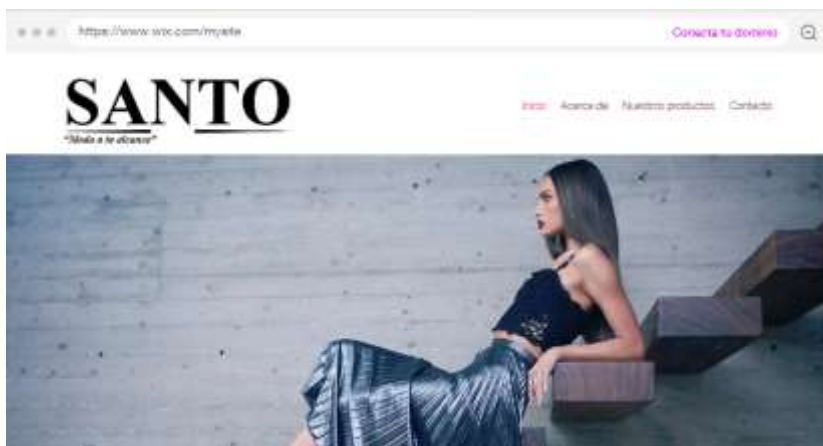 https://www.wix.com/mysite
Conecta tu dominio
SANTO
"Moda a tu alcance"
Inicio Acerca de Nuestros productos Contacto